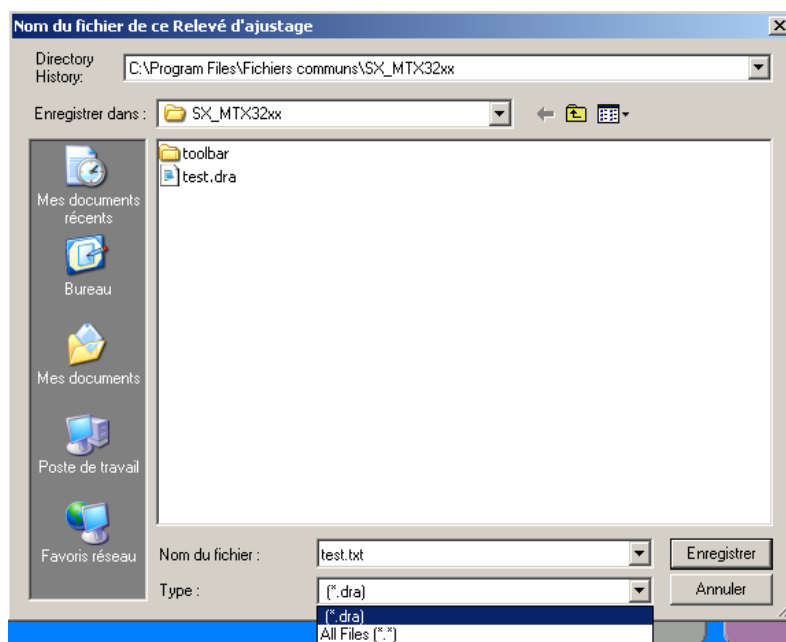 Nom du fichier de ce Relevé d'ajustage
Directory
History:
C:\Program Files\Fichiers communs\SX_MTX32xx
Enregistrer dans :
SX_MTX32xx
toolbar
test.dra
Mes documents
récents
Bureau
Mes documents
Poste de travail
Favoris réseau
Nom du fichier :
test.txt
Enregistrer
Type :
(*.dra)
Annuler
(*.dra)
All Files (*.*)